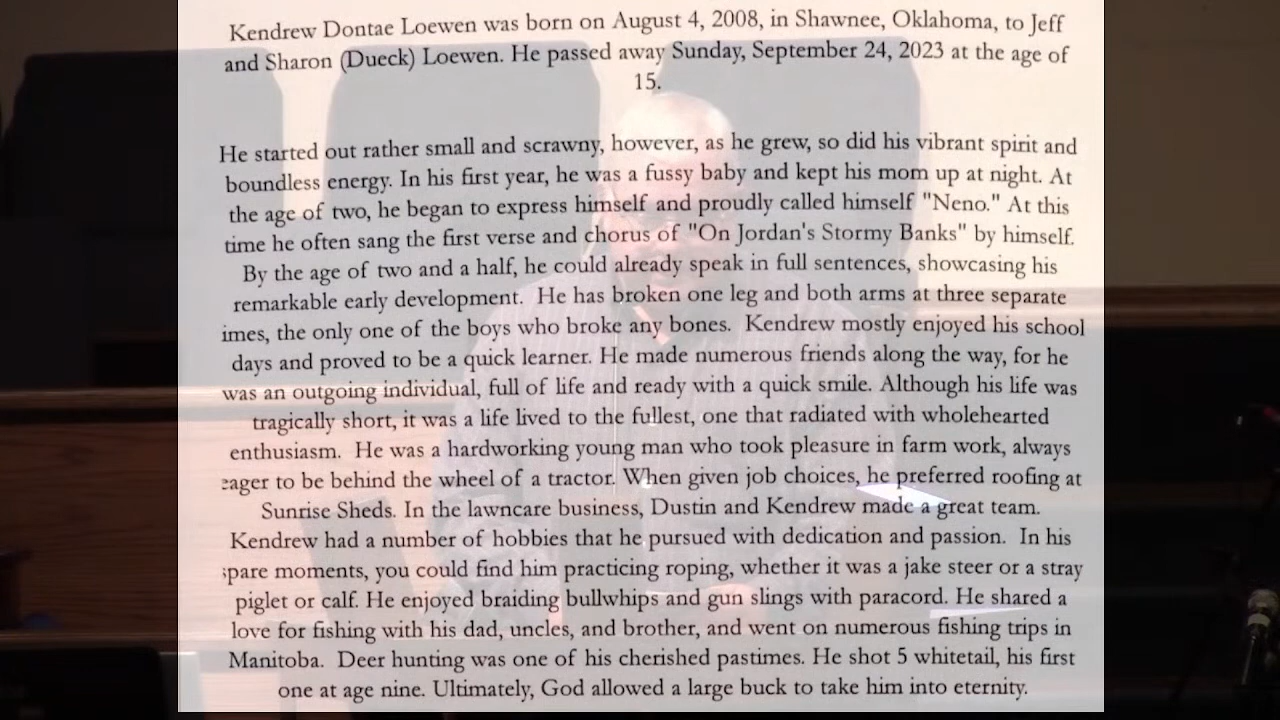 Kendrew Dontae Loewen was born on August 4, 2008, in Shawnee, Oklahoma, to Jeff
and Sharon (Dueck) Loewen. He passed away Sunday, September 24, 2023 at the age of
15.
He started out rather small and scrawny, however, as he grew, so did his vibrant spirit and
boundless energy. In his first year, he was a fussy baby and kept his mom up at night. At
the age of two, he began to express himself and proudly called himself "Neno." At this
time he often sang the first verse and chorus of "On Jordan's Stormy Banks" by himself.
By the age of two and a half, he could already speak in full sentences, showcasing his
remarkable early development. He has broken one leg and both arms at three separate
imes, the only one of the boys who broke any bones. Kendrew mostly enjoyed his school
days and proved to be a quick learner. He made numerous friends along the way, for he
was an outgoing individual, full of life and ready with a quick smile. Although his life was
tragically short, it was a life lived to the fullest, one that radiated with wholehearted
enthusiasm. He was a hardworking young man who took pleasure in farm work, always
eager to be behind the wheel of a tractor. When given job choices, he preferred roofing at
Sunrise Sheds. In the lawncare business, Dustin and Kendrew made a great team.
Kendrew had a number of hobbies that he pursued with dedication and passion. In his
spare moments, you could find him practicing roping, whether it was a jake steer or a stray
piglet or calf. He enjoyed braiding bullwhips and gun slings with paracord. He shared a
love for fishing with his dad, uncles, and brother, and went on numerous fishing trips in
Manitoba. Deer hunting was one of his cherished pastimes. He shot 5 whitetail, his first
one at age nine. Ultimately, God allowed a large buck to take him into eternity.